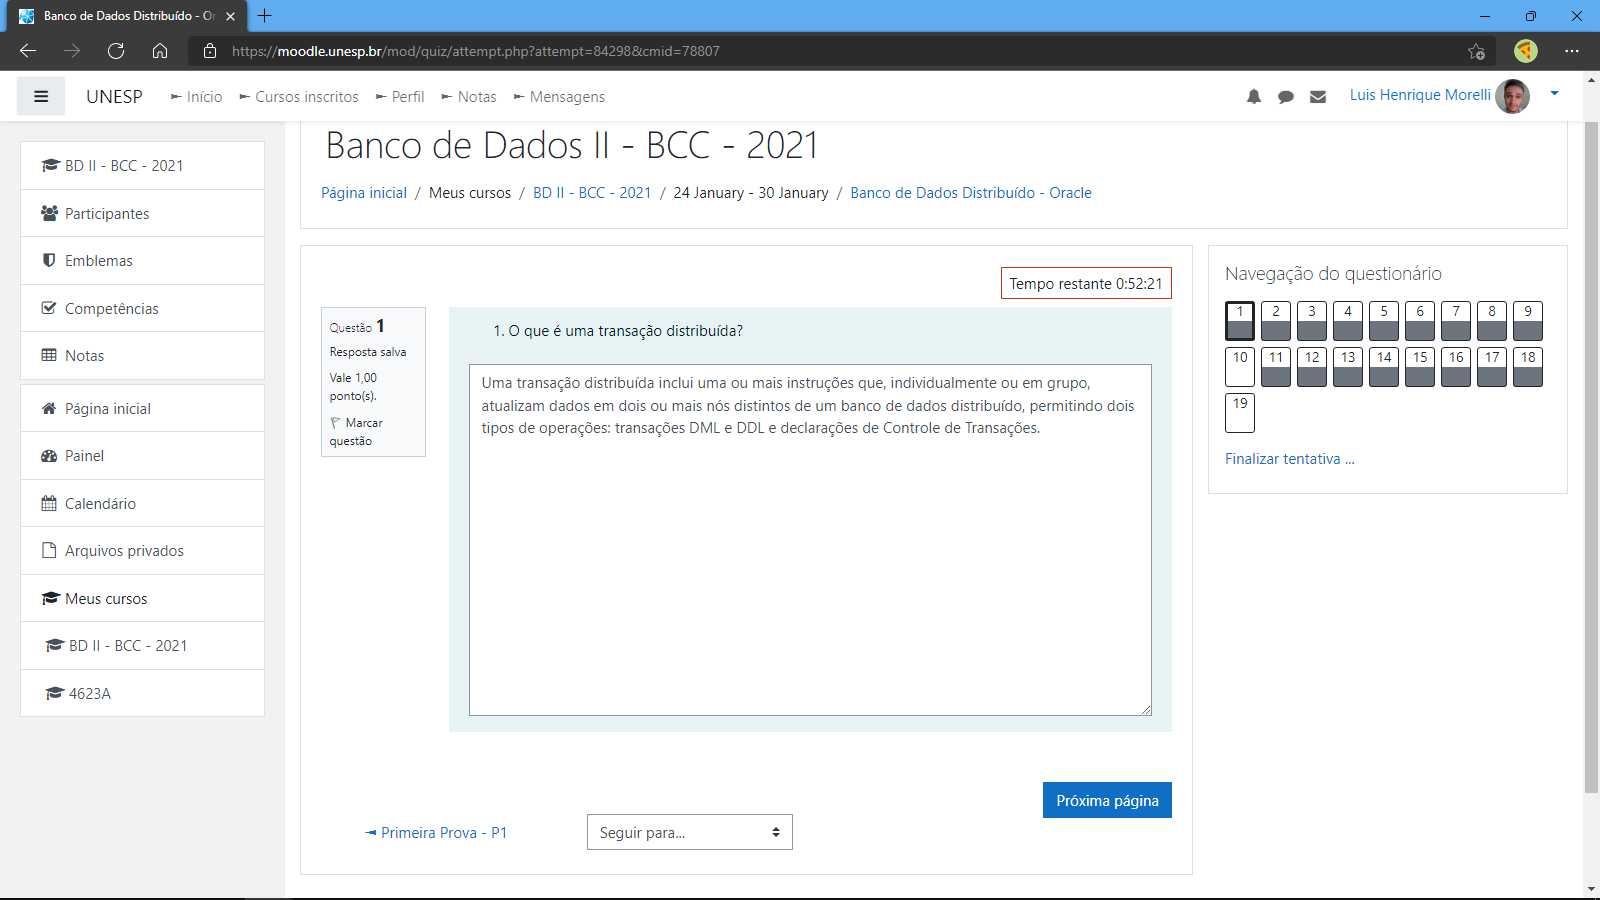 Banco de Dados Distribuído - Or
https://moodle.unesp.br/mod/quiz/attempt.php?attempt=84298&cmid=78807
UNESP
Início
Cursos inscritos
Perfil
Notas
Mensagens
Luis Henrique Morelli
BD II - BCC - 2021
Participantes
Emblemas
Competências
Notas
Página inicial
Painel
Calendário
Arquivos privados
Meus cursos
BD II - BCC - 2021
4623A
Banco de Dados II - BCC - 2021
Página inicial / Meus cursos / BD II - BCC - 2021 / 24 January - 30 January / Banco de Dados Distribuído - Oracle
Tempo restante 0:52:21
Questão 1
Resposta salva
Vale 1,00
ponto(s).
Marcar
questão
1. O que é uma transação distribuída?
Uma transação distribuída inclui uma ou mais instruções que, individualmente ou em grupo,
atualizam dados em dois ou mais nós distintos de um banco de dados distribuído, permitindo dois
tipos de operações: transações DML e DDL e declarações de Controle de Transações.
Próxima página
Primeira Prova - P1
Seguir para...
Navegação do questionário
1 2 3 4 5 6 7 8 9
10 11 12 13 14 15 16 17 18
19
Finalizar tentativa ...